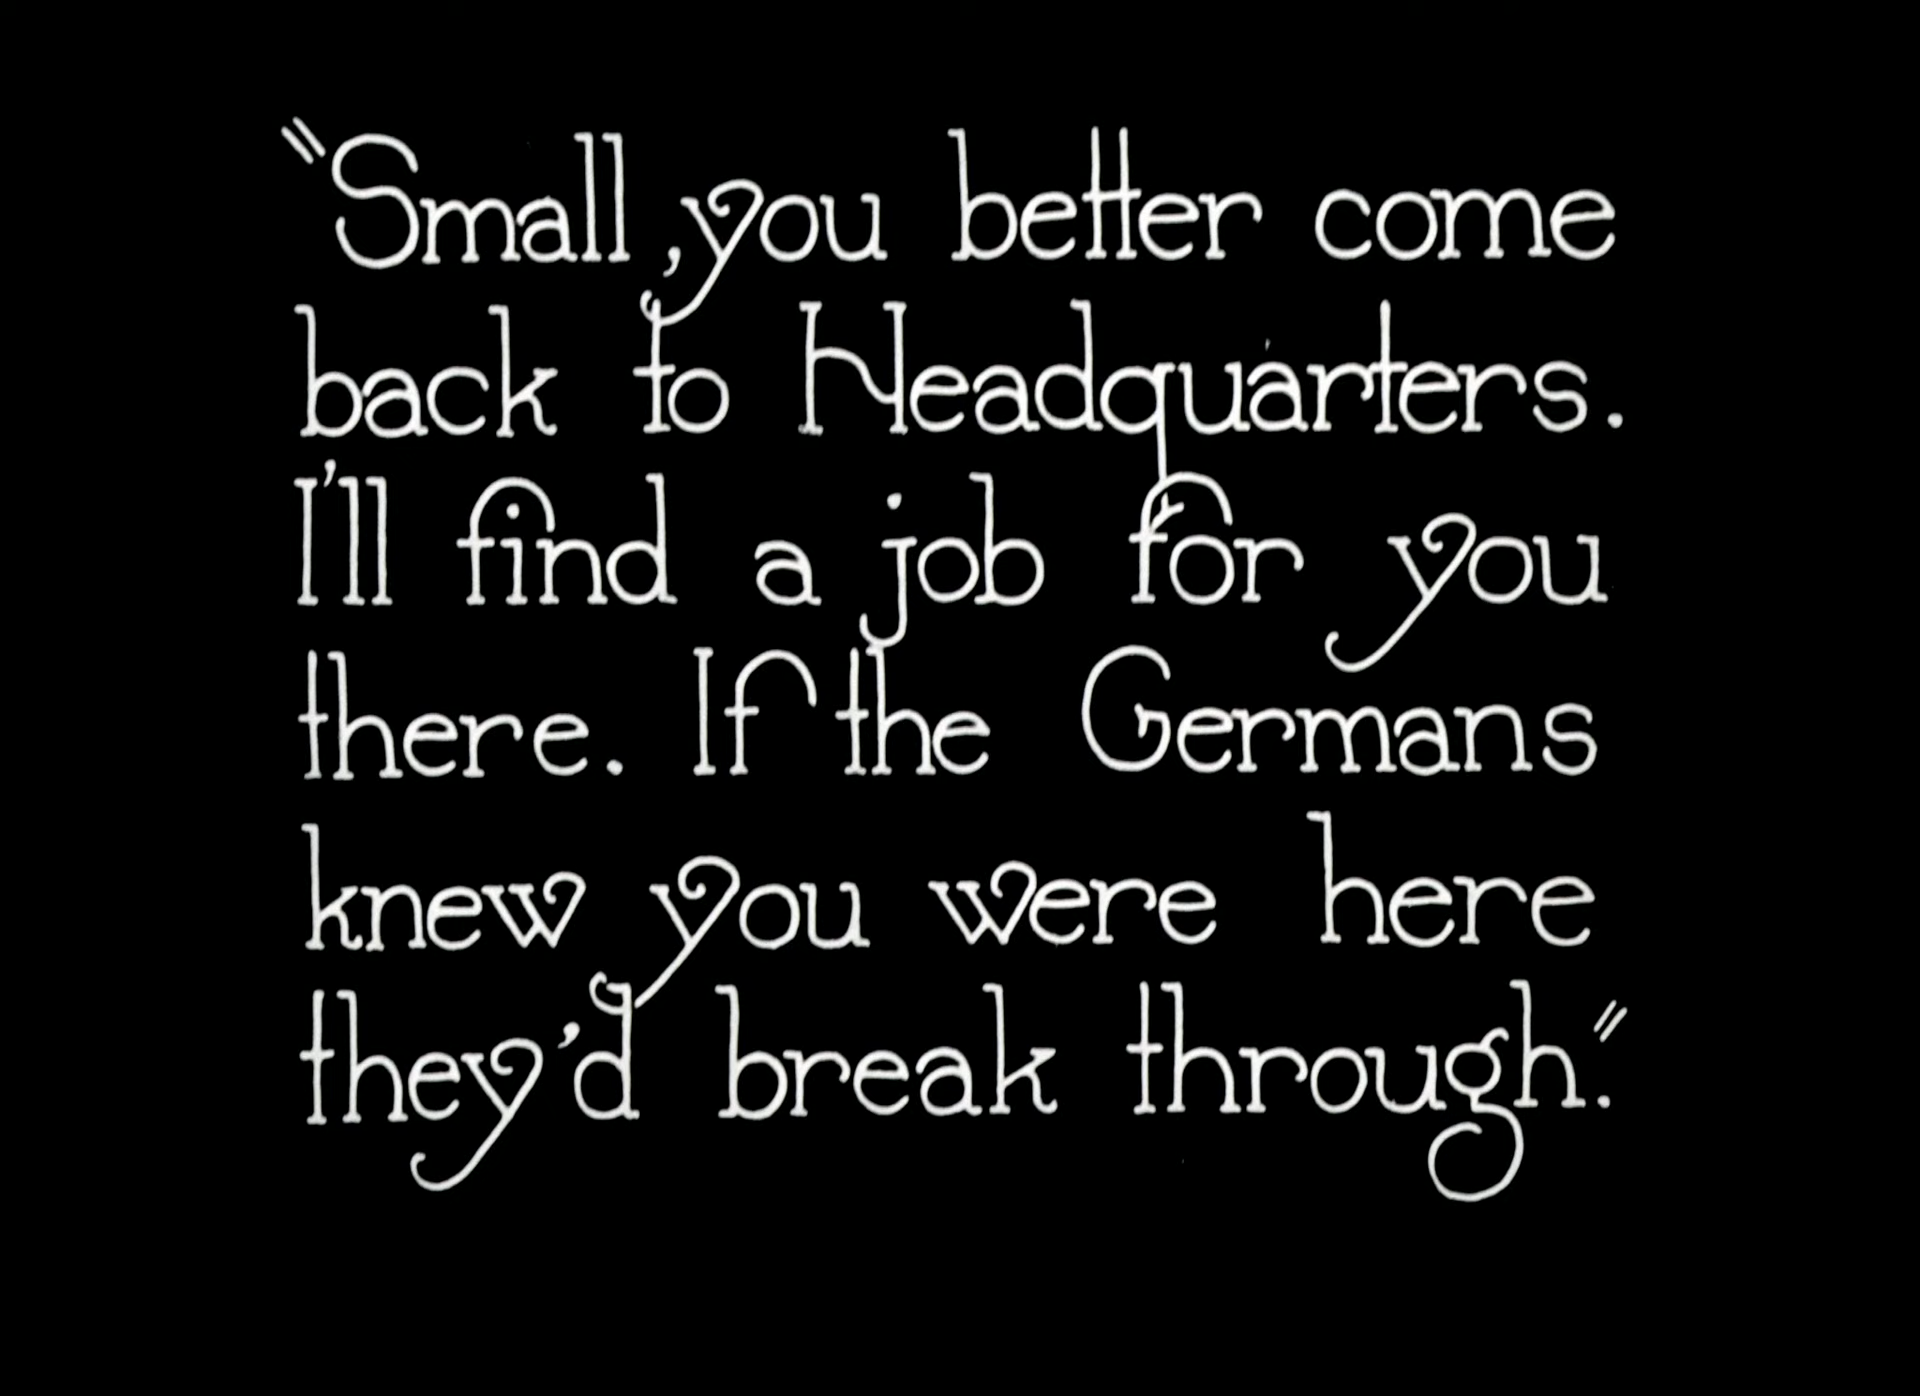 "Small, you better come
back to Headquarters.
I'll find a job for you
there. If the Germans
knew you were here
they'd break through."